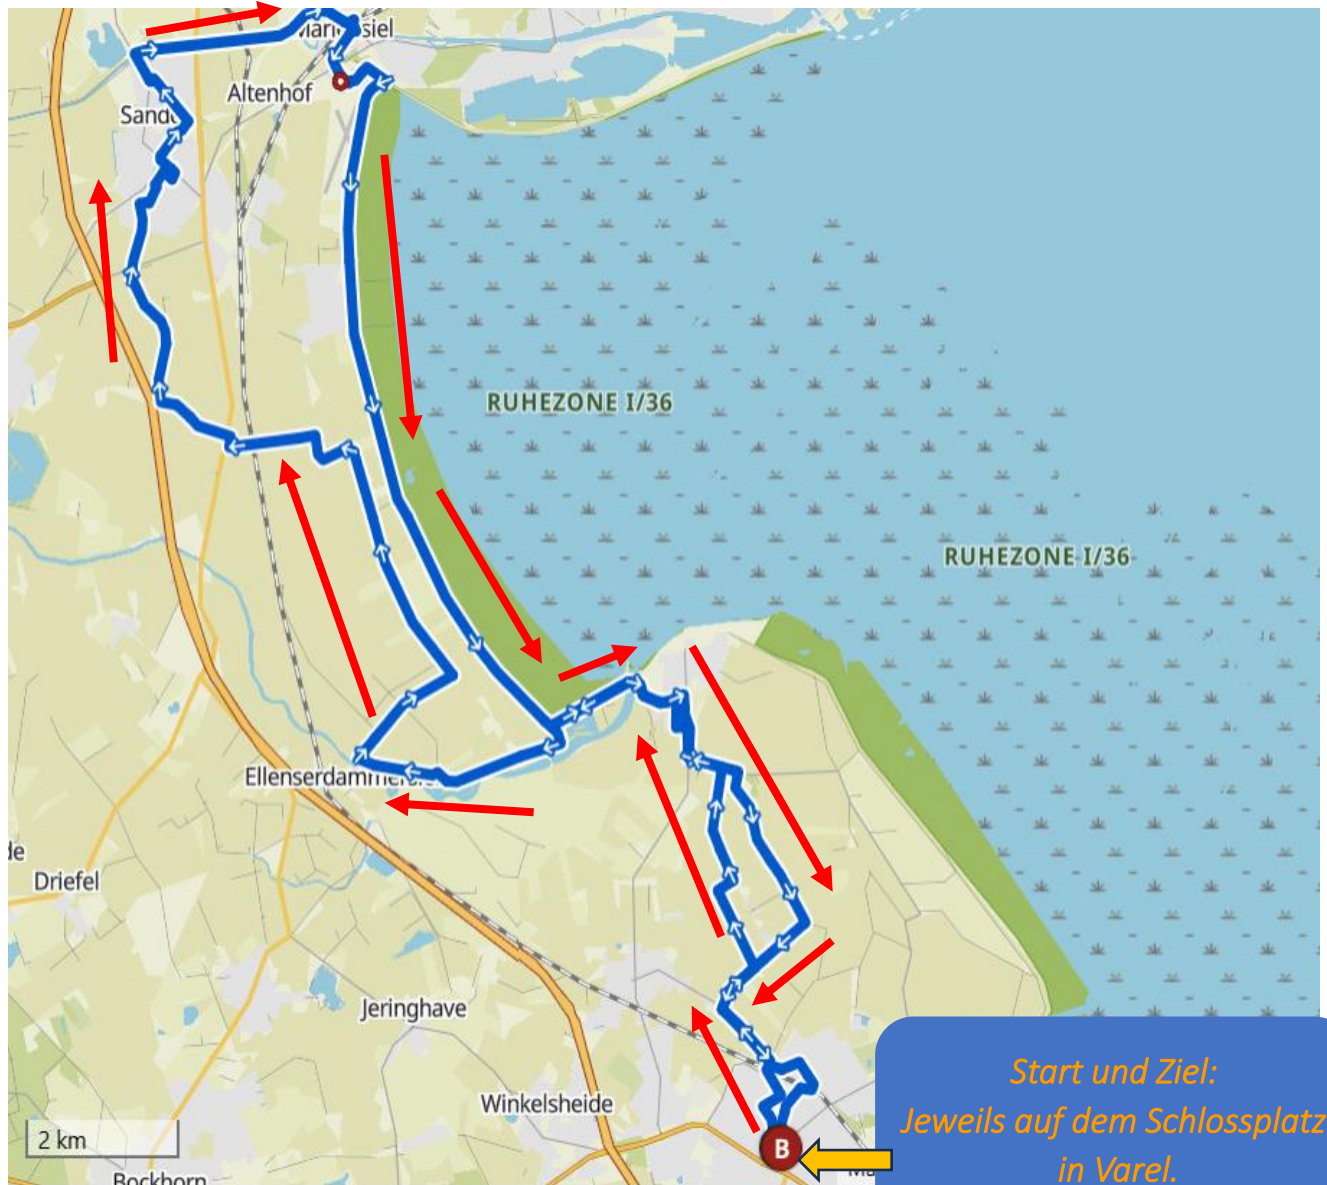 Altenhof
RUHEZONE I/36
RUHEZONE I/36
Driefel
Jeringhave
Winkelsheide
2 km
B
Start und Ziel:
Jeweils auf dem Schlossplatz
in Varel.